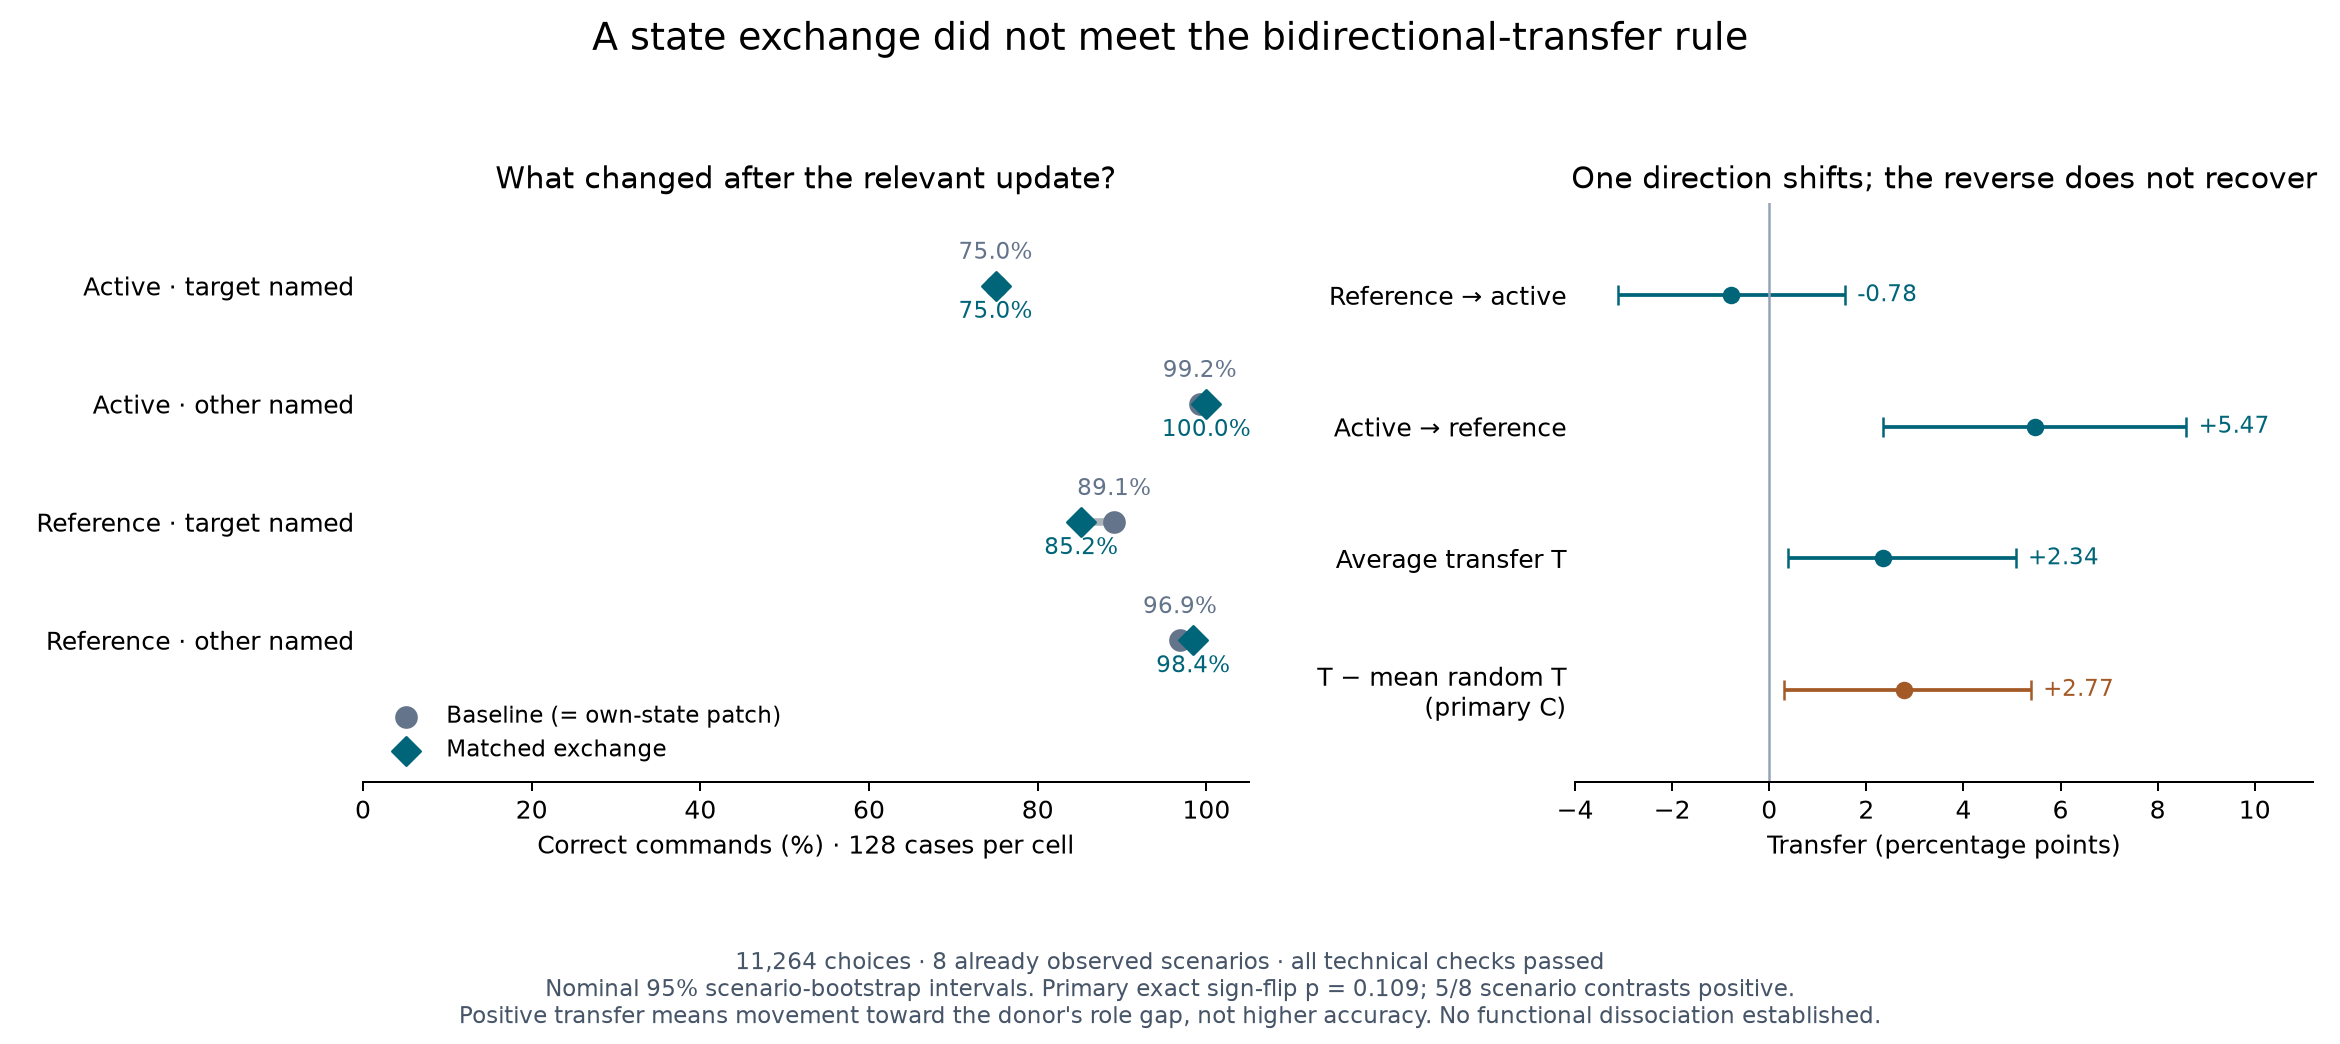 A state exchange did not meet the bidirectional-transfer rule
What changed after the relevant update?
Active · target named
75.0%
75.0%
Active · other named
99.2%
100.0%
Reference · target named
89.1%
85.2%
Reference · other named
96.9%
98.4%
Baseline (= own-state patch)
Matched exchange
0 20 40 60 80 100
Correct commands (%) · 128 cases per cell
One direction shifts; the reverse does not recover
Reference → active
-0.78
Active → reference
+5.47
Average transfer T
+2.34
T − mean random T
(primary C)
+2.77
−4 −2 0 2 4 6 8 10
Transfer (percentage points)
11,264 choices · 8 already observed scenarios · all technical checks passed
Nominal 95% scenario-bootstrap intervals. Primary exact sign-flip p = 0.109; 5/8 scenario contrasts positive.
Positive transfer means movement toward the donor's role gap, not higher accuracy. No functional dissociation established.